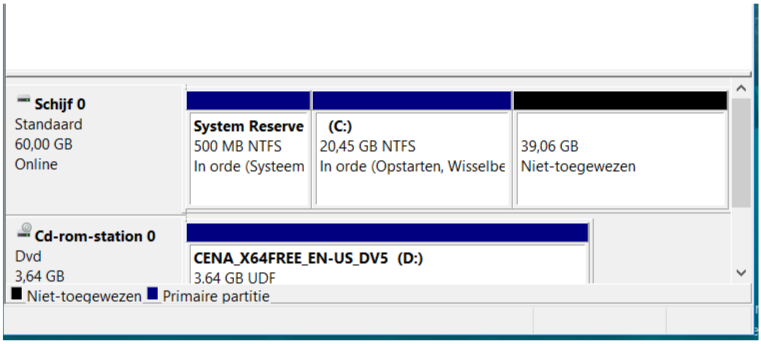 Schijf 0
Standaard
60,00 GB
Online
System Reserve
500 MB NTFS
In orde (Systeem
(C:)
20,45 GB NTFS
In orde (Opstarten, Wisselbe
39,06 GB
Niet-toegewezen
Cd-rom-station 0
Dvd
3,64 GB
CENA_X64FREE_EN-US_DV5 (D:)
3.64 GB UDF
Niet-toegewezen Primaire partitie